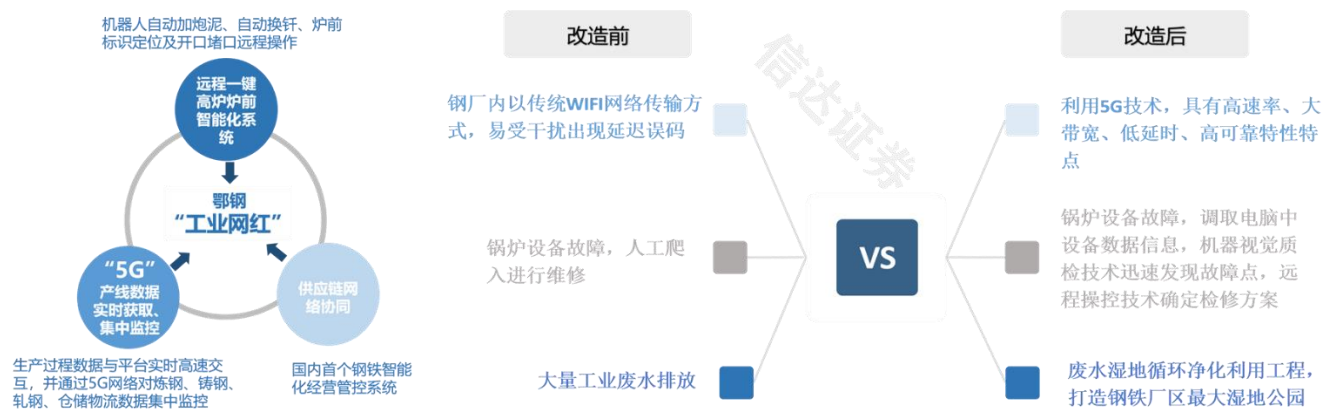 机器人自动加炮泥、自动换钎、炉前
标识定位及开口堵口远程操作
远程一键
高炉炉前
智能化系
统
鄂钢
“工业网红”
“5G”
产线数据
实时获取、
集中监控
供应链网
络协同
生产过程数据与平台实时高速交
互，并通过5G网络对炼钢、铸钢、
轧钢、仓储物流数据集中监控
国内首个钢铁智能
化经营管控系统
改造前
钢厂内以传统WIFI网络传输方
式，易受干扰出现延迟误码
锅炉设备故障，人工爬
入进行维修
大量工业废水排放
信达证券
VS
改造后
利用5G技术，具有高速率、大
带宽、低延时、高可靠特性特
点
锅炉设备故障，调取电脑中
设备数据信息，机器视觉质
检技术迅速发现故障点，远
程操控技术确定检修方案
废水湿地循环净化利用工程，
打造钢铁厂区最大湿地公园